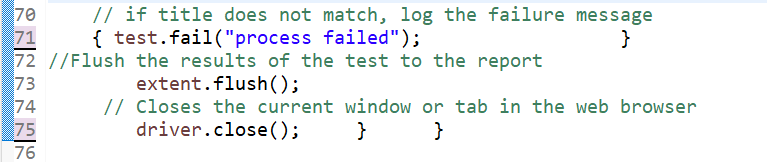 70 // if title does not match, log the failure message
71 { test.fail("process failed"); }
72 //Flush the results of the test to the report
73 extent.flush();
74 // Closes the current window or tab in the web browser
75 driver.close(); } }
76